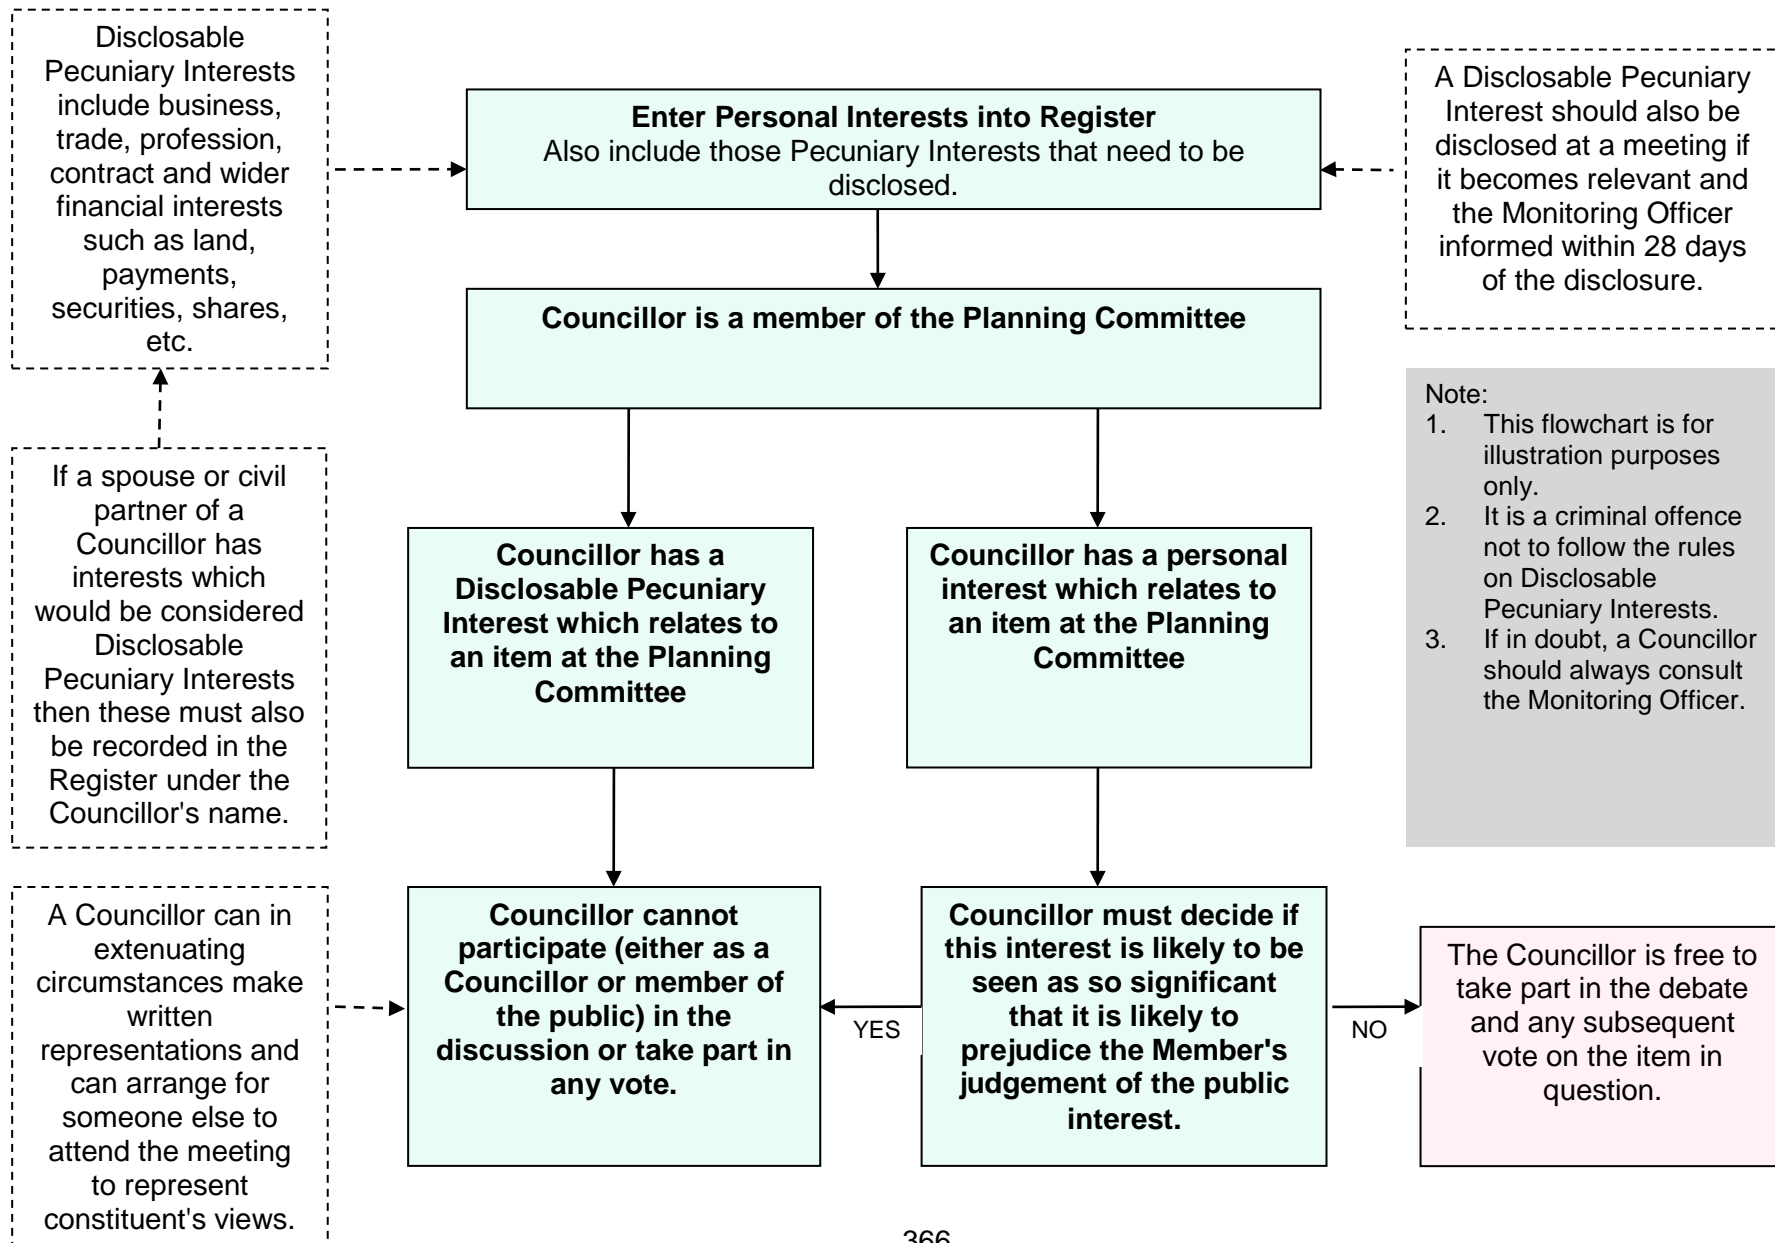 Disclosable
Pecuniary Interests
include business,
trade, profession,
contract and wider
financial interests
such as land,
payments,
securities, shares,
etc.
Enter Personal Interests into Register
Also include those Pecuniary Interests that need to be
disclosed.
A Disclosable Pecuniary
Interest should also be
disclosed at a meeting if
it becomes relevant and
the Monitoring Officer
informed within 28 days
of the disclosure.
Councillor is a member of the Planning Committee
Note:
1. This flowchart is for
illustration purposes
only.
2. It is a criminal offence
not to follow the rules
on Disclosable
Pecuniary Interests.
3. If in doubt, a Councillor
should always consult
the Monitoring Officer.
If a spouse or civil
partner of a
Councillor has
interests which
would be considered
Disclosable
Pecuniary Interests
then these must also
be recorded in the
Register under the
Councillor's name.
Councillor has a
Disclosable Pecuniary
Interest which relates to
an item at the Planning
Committee
Councillor has a personal
interest which relates to
an item at the Planning
Committee
A Councillor can in
extenuating
circumstances make
written
representations and
can arrange for
someone else to
attend the meeting
to represent
constituent's views.
Councillor cannot
participate (either as a
Councillor or member of
the public) in the
discussion or take part in
any vote.
YES
Councillor must decide if
this interest is likely to be
seen as so significant
that it is likely to
prejudice the Member's
judgement of the public
interest.
NO
The Councillor is free to
take part in the debate
and any subsequent
vote on the item in
question.
366